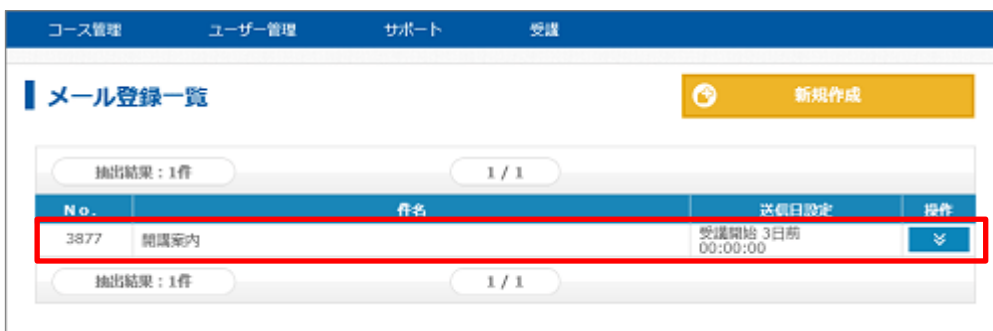 コース管理 ユーザー管理 サポート 受講
メール登録一覧 新規作成
抽出結果：1件 1 / 1
No. 件名 送信日設定 操作
3877 開講案内 受講開始 3日前
00:00:00
抽出結果：1件 1 / 1